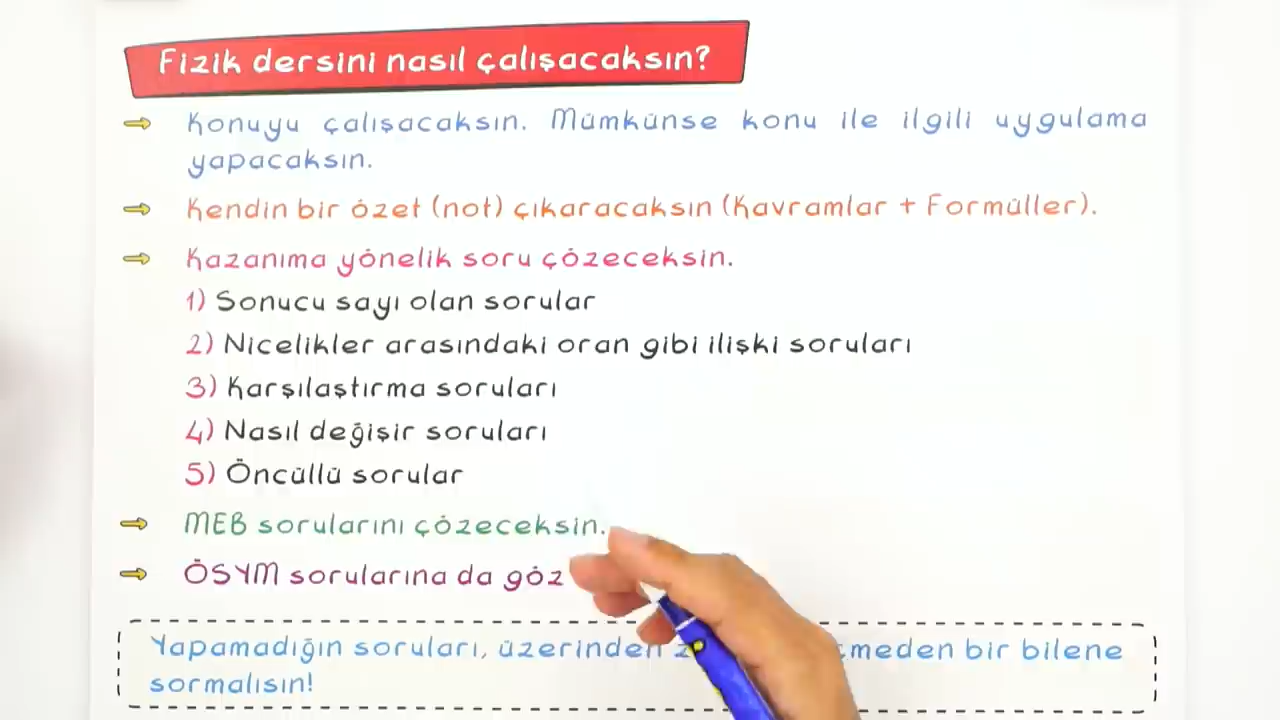 Fizik dersini nasıl çalışacaksın?
Konuyu çalışacaksın. Mümkünse konu ile ilgili uygulama
yapacaksın.
Kendin bir özet (not) çıkaracaksın (Kavramlar + Formüller).
Kazanıma yönelik soru çözeceksin.
1) Sonucu sayı olan sorular
2) Nicelikler arasındaki oran gibi ilişki soruları
3) Karşılaştırma soruları
4) Nasıl değişir soruları
5) Öncüllü sorular
MEB sorularını çözeceksin.
ÖSYM sorularına da göz
Yapamadığın soruları, üzerinden bir bilene
sormalısın!